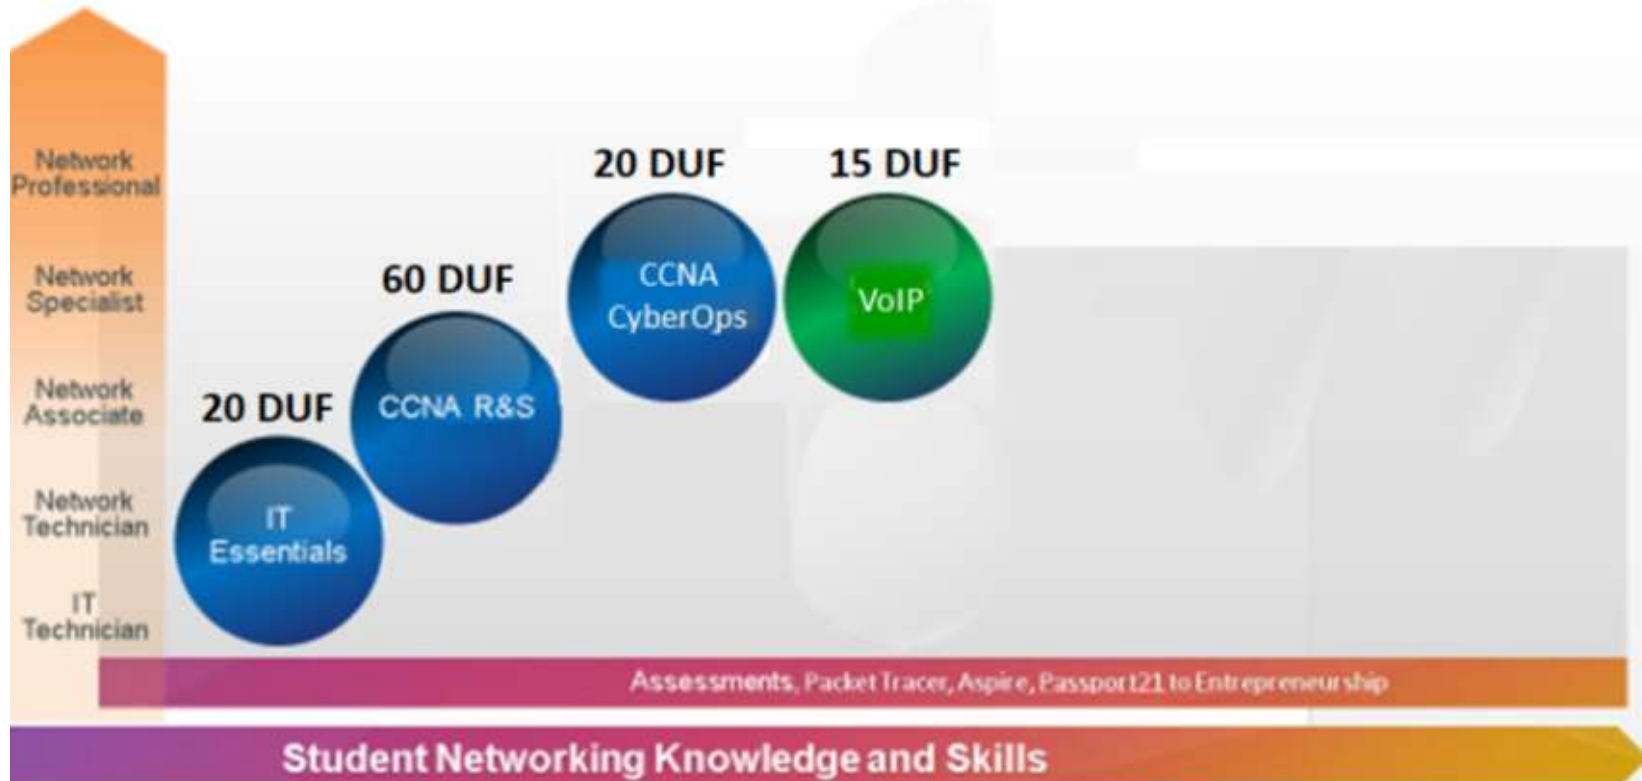 Network
Professional
Network
Specialist
Network
Associate
Network
Technician
IT
Technician
20 DUF
IT
Essentials
60 DUF
CCNA R&S
20 DUF
CCNA
CyberOps
15 DUF
VoIP
Assessments, Packet Tracer, Aspire, Passport21 to Entrepreneurship
Student Networking Knowledge and Skills